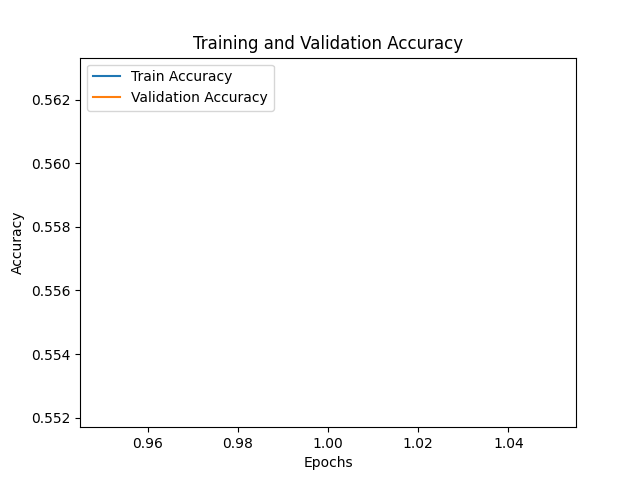 Training and Validation Accuracy
Train Accuracy
Validation Accuracy
0.562
0.560
0.558
0.556
0.554
0.552
Accuracy
0.96 0.98 1.00 1.02 1.04
Epochs